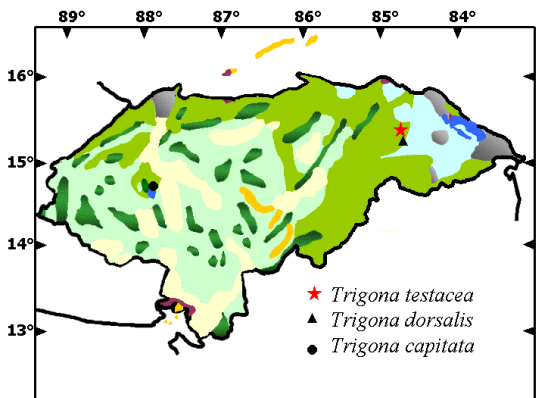 89° 88° 87° 86° 85° 84°
16°
15°
14°
13°
Trigona testacea
Trigona dorsalis
Trigona capitata